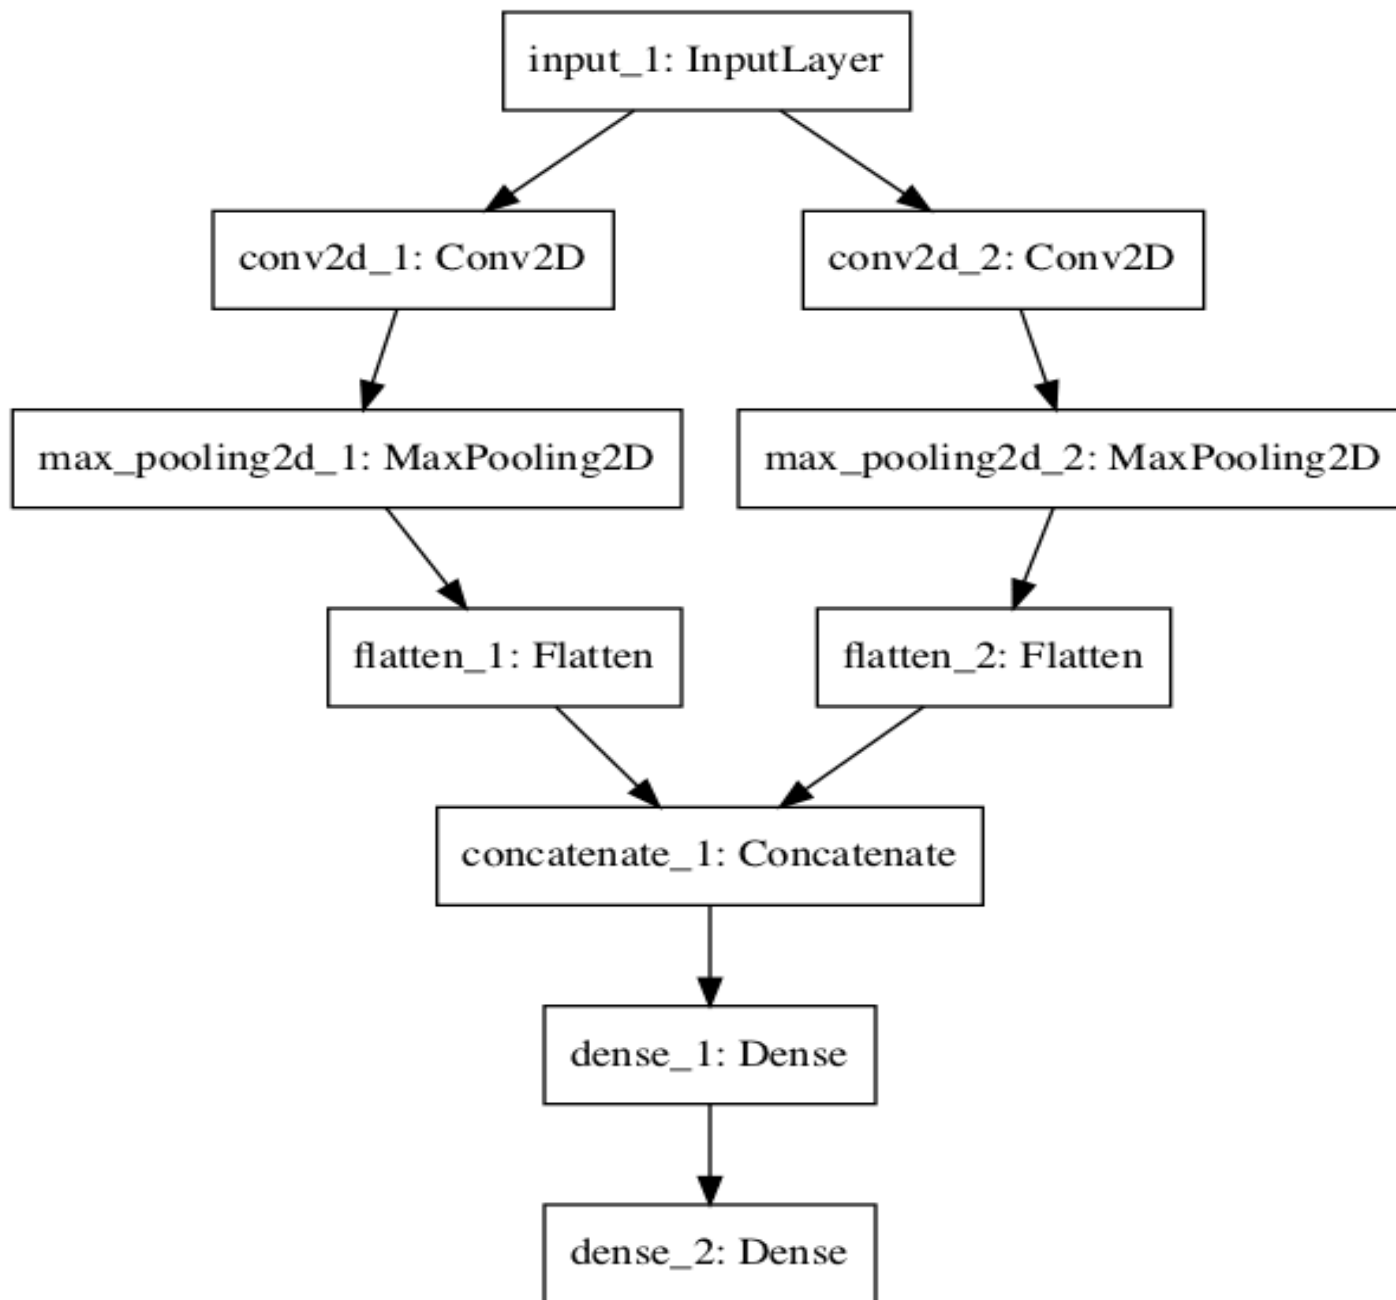 input_1: InputLayer
conv2d_1: Conv2D
conv2d_2: Conv2D
max_pooling2d_1: MaxPooling2D
max_pooling2d_2: MaxPooling2D
flatten_1: Flatten
flatten_2: Flatten
concatenate_1: Concatenate
dense_1: Dense
dense_2: Dense